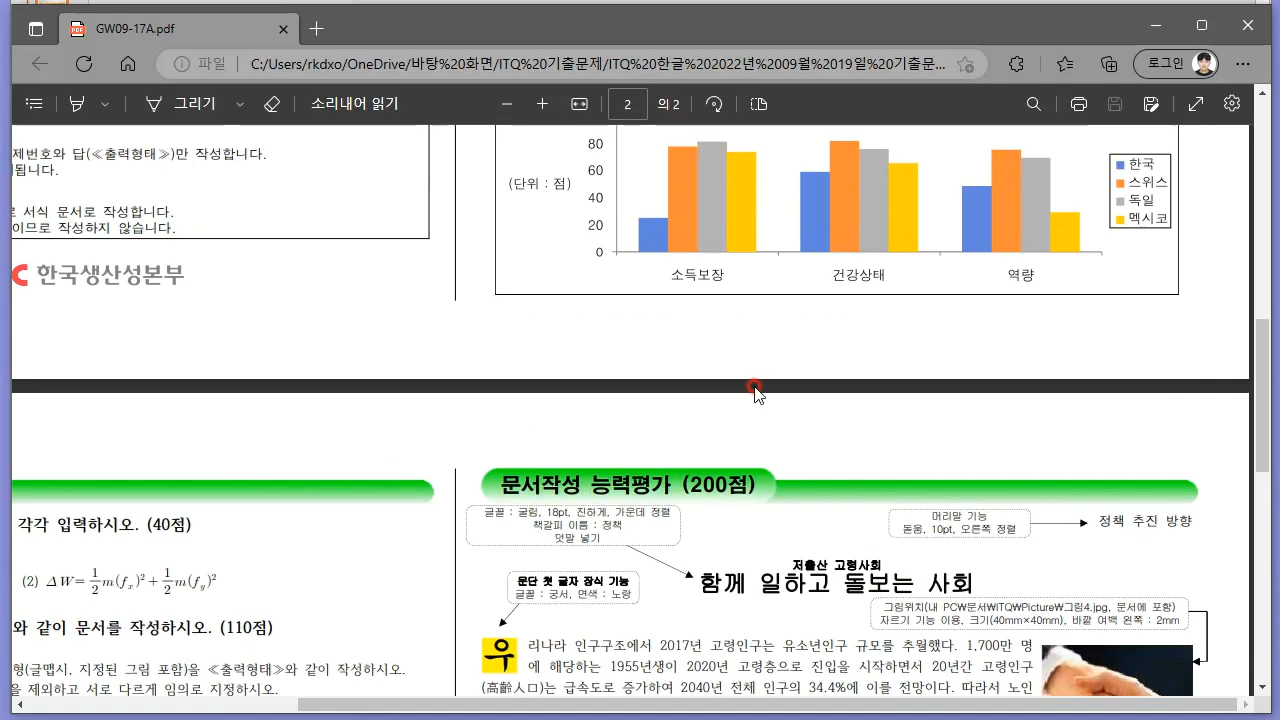 GW09-17A.pdf
파일
C:/Users/rkdxo/OneDrive/바탕%20화면/ITQ%20기출문제/ITQ%20한글%202022년%2009월%2019일%20기출문...
로그인
그리기
소리내어 읽기
2
의 2
제번호와 답(≪출력형태≫)만 작성합니다.
됩니다.
로 서식 문서로 작성합니다.
이므로 작성하지 않습니다.
한국생산성본부
80
60
40
20
0
(단위 : 점)
소득보장
건강상태
역량
한국
스위스
독일
멕시코
각각 입력하시오. (40점)
(2) ΔW = 1/2 m(f_x)² + 1/2 m(f_y)²
와 같이 문서를 작성하시오. (110점)
형(글맵시, 지정된 그림 포함)을 ≪출력형태≫와 같이 작성하시오.
을 제외하고 서로 다르게 임의로 지정하시오.
문서작성 능력평가 (200점)
글꼴 : 굴림, 18pt, 진하게, 가운데 정렬
책갈피 이름 : 정책
덧말 넣기
머리말 기능
돋움, 10pt, 오른쪽 정렬
정책 추진 방향
저출산 고령사회
함께 일하고 돌보는 사회
문단 첫 글자 장식 기능
글꼴 : 궁서, 면색 : 노랑
그림위치(내 PC₩문서₩ITQ₩Picture₩그림4.jpg, 문서에 포함)
자르기 기능 이용, 크기(40mm×40mm), 바깥 여백 왼쪽 : 2mm
우리나라 인구구조에서 2017년 고령인구는 유소년인구 규모를 추월했다. 1,700만 명
에 해당하는 1955년생이 2020년 고령층으로 진입을 시작하면서 20년간 고령인구
(高齡人口)는 급속도로 증가하여 2040년 전체 인구의 34.4%에 이를 전망이다. 따라서 노인